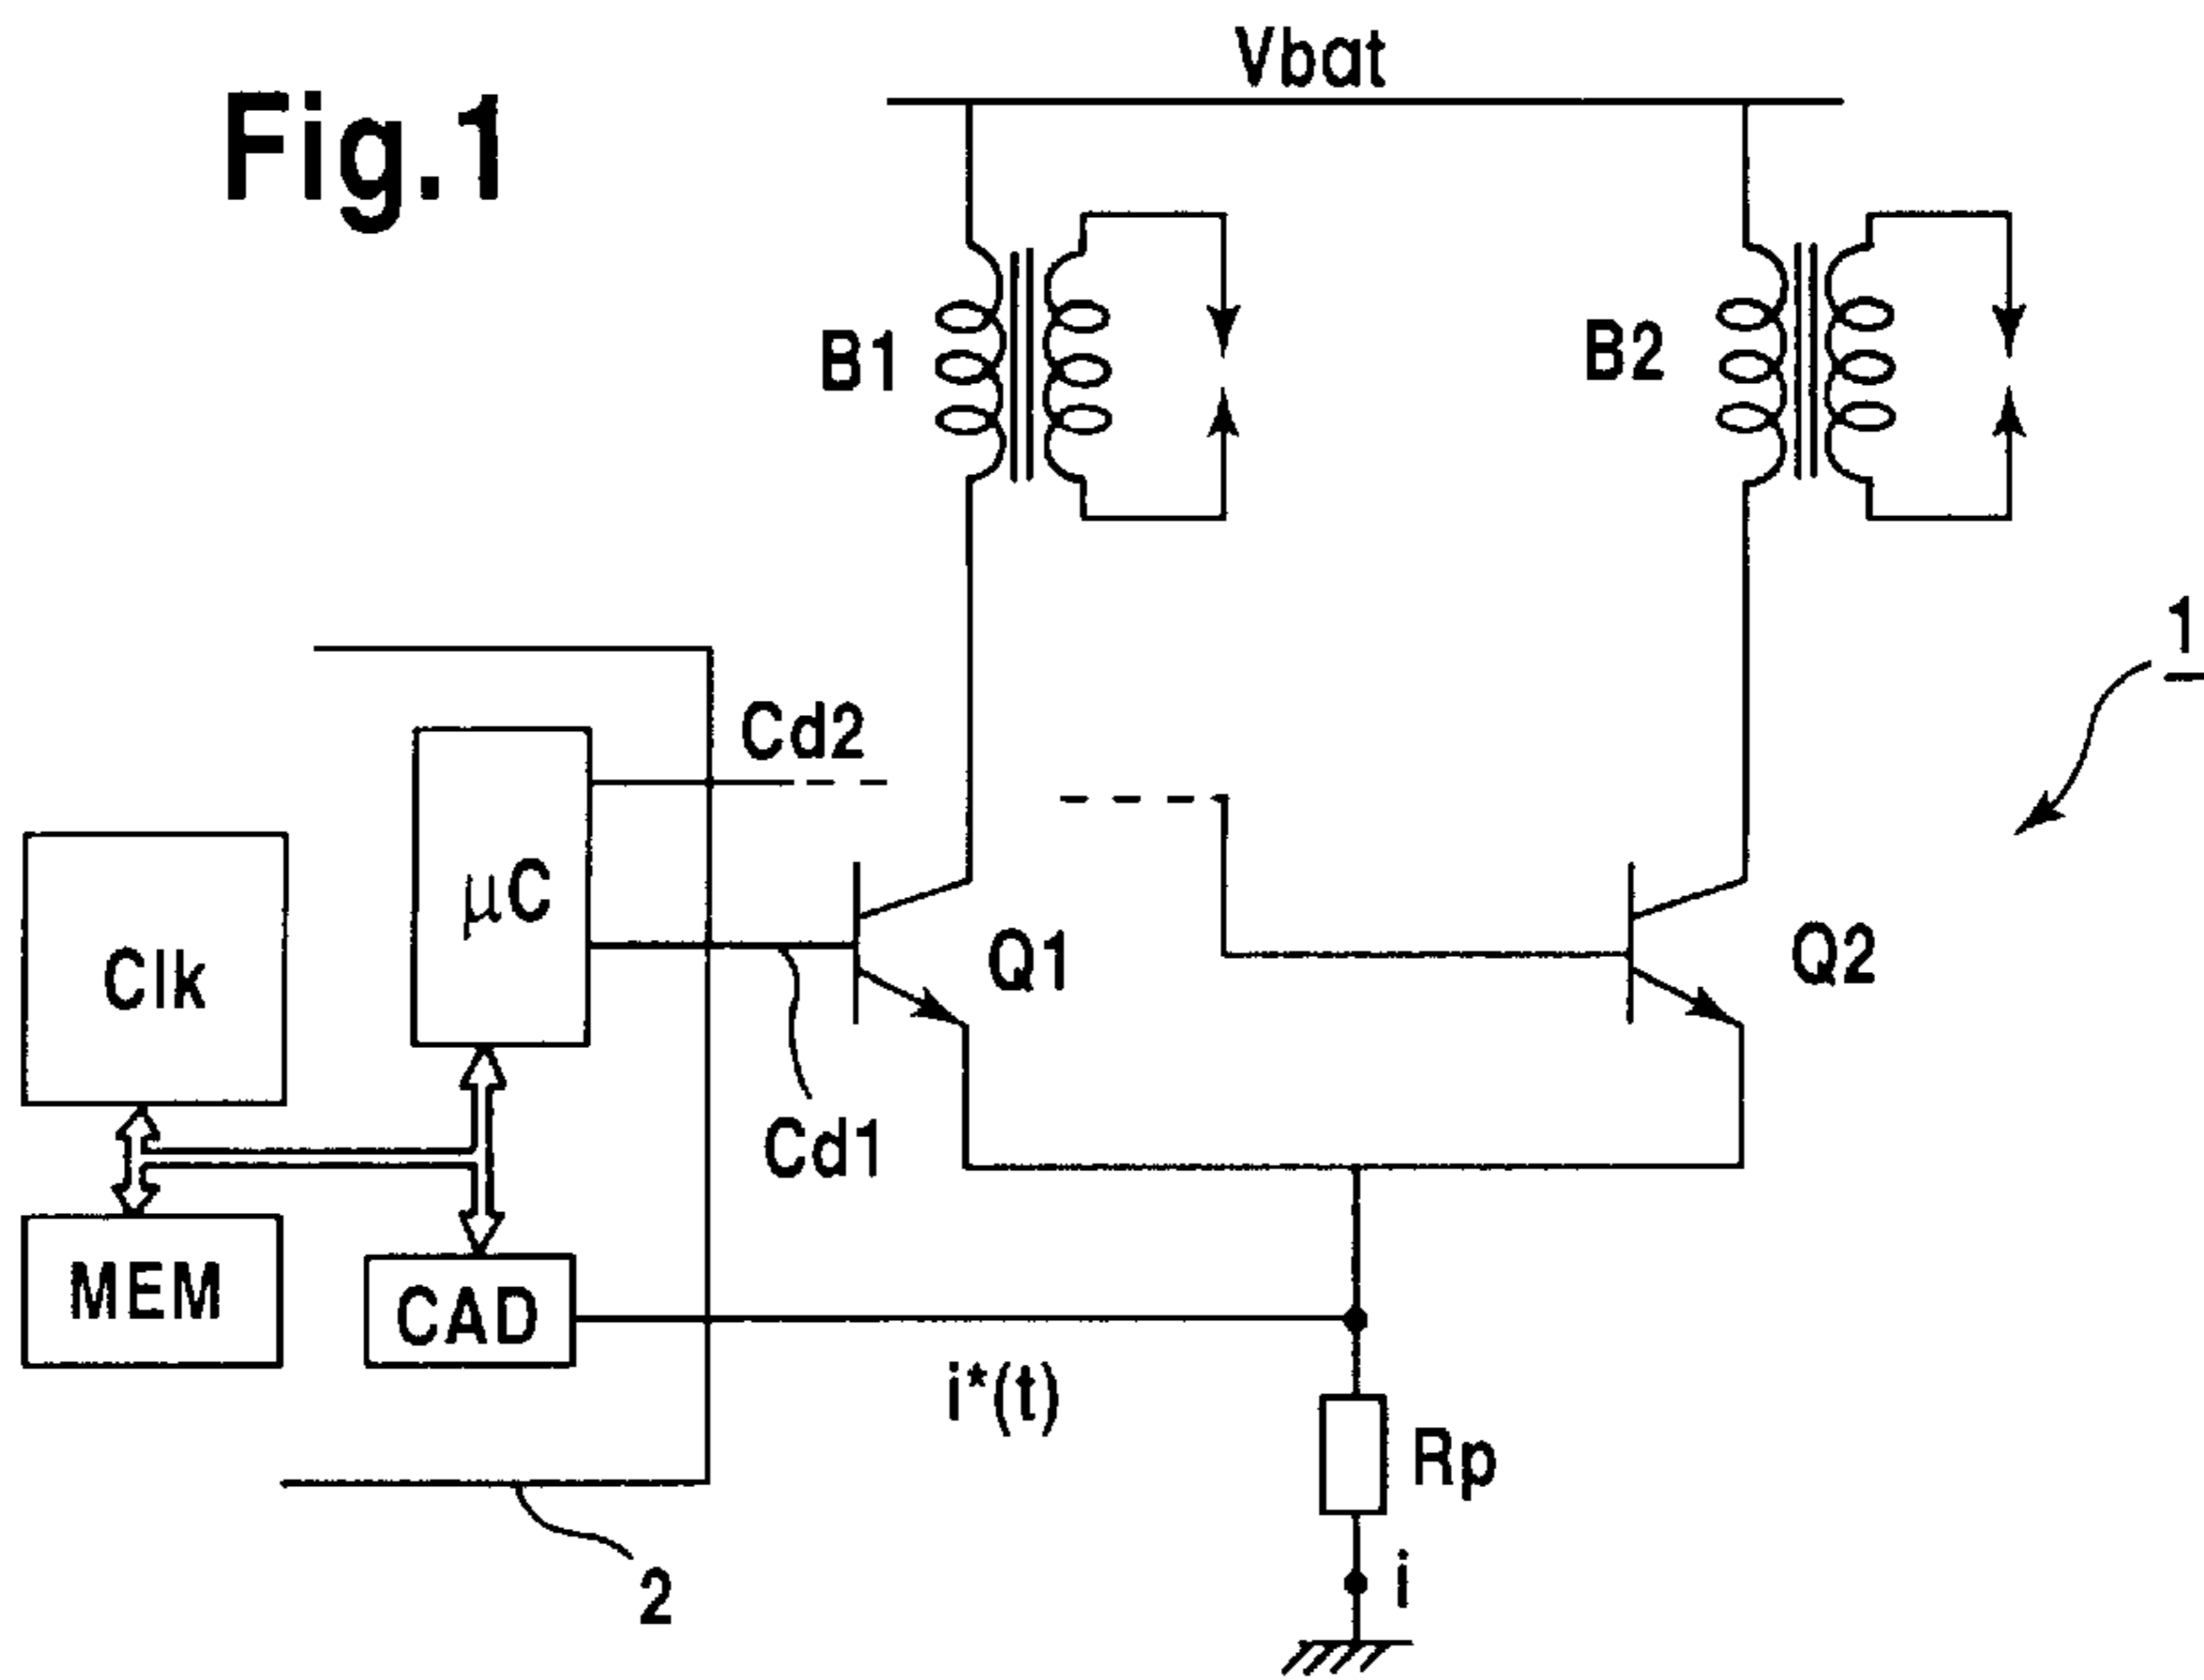 Fig.1
Vbat
B1
B2
1
Cd2
µC
Clk
Q1
Q2
Cd1
MEM
CAD
i*(t)
Rp
i
2